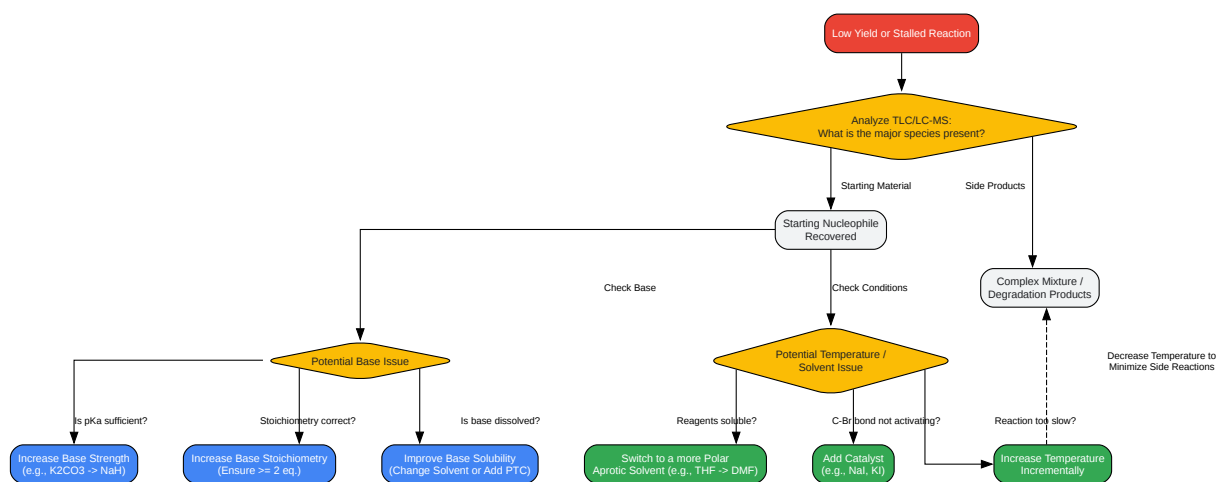 Low Yield or Stalled Reaction
Analyze TLC/LC-MS:
What is the major species present?
Starting Material
Side Products
Starting Nucleophile
Recovered
Complex Mixture /
Degradation Products
Check Base
Check Conditions
Potential Base Issue
Potential Temperature /
Solvent Issue
Decrease Temperature to
Minimize Side Reactions
Is pKa sufficient?
Stoichiometry correct?
Is base dissolved?
Reagents soluble?
C-Br bond not activating?
Reaction too slow?
Increase Base Strength
(e.g., K2CO3 -> NaH)
Increase Base Stoichiometry
(Ensure >= 2 eq.)
Improve Base Solubility
(Change Solvent or Add PTC)
Switch to a more Polar
Aprotic Solvent (e.g., THF -> DMF)
Add Catalyst
(e.g., NaI, KI)
Increase Temperature
Incrementally